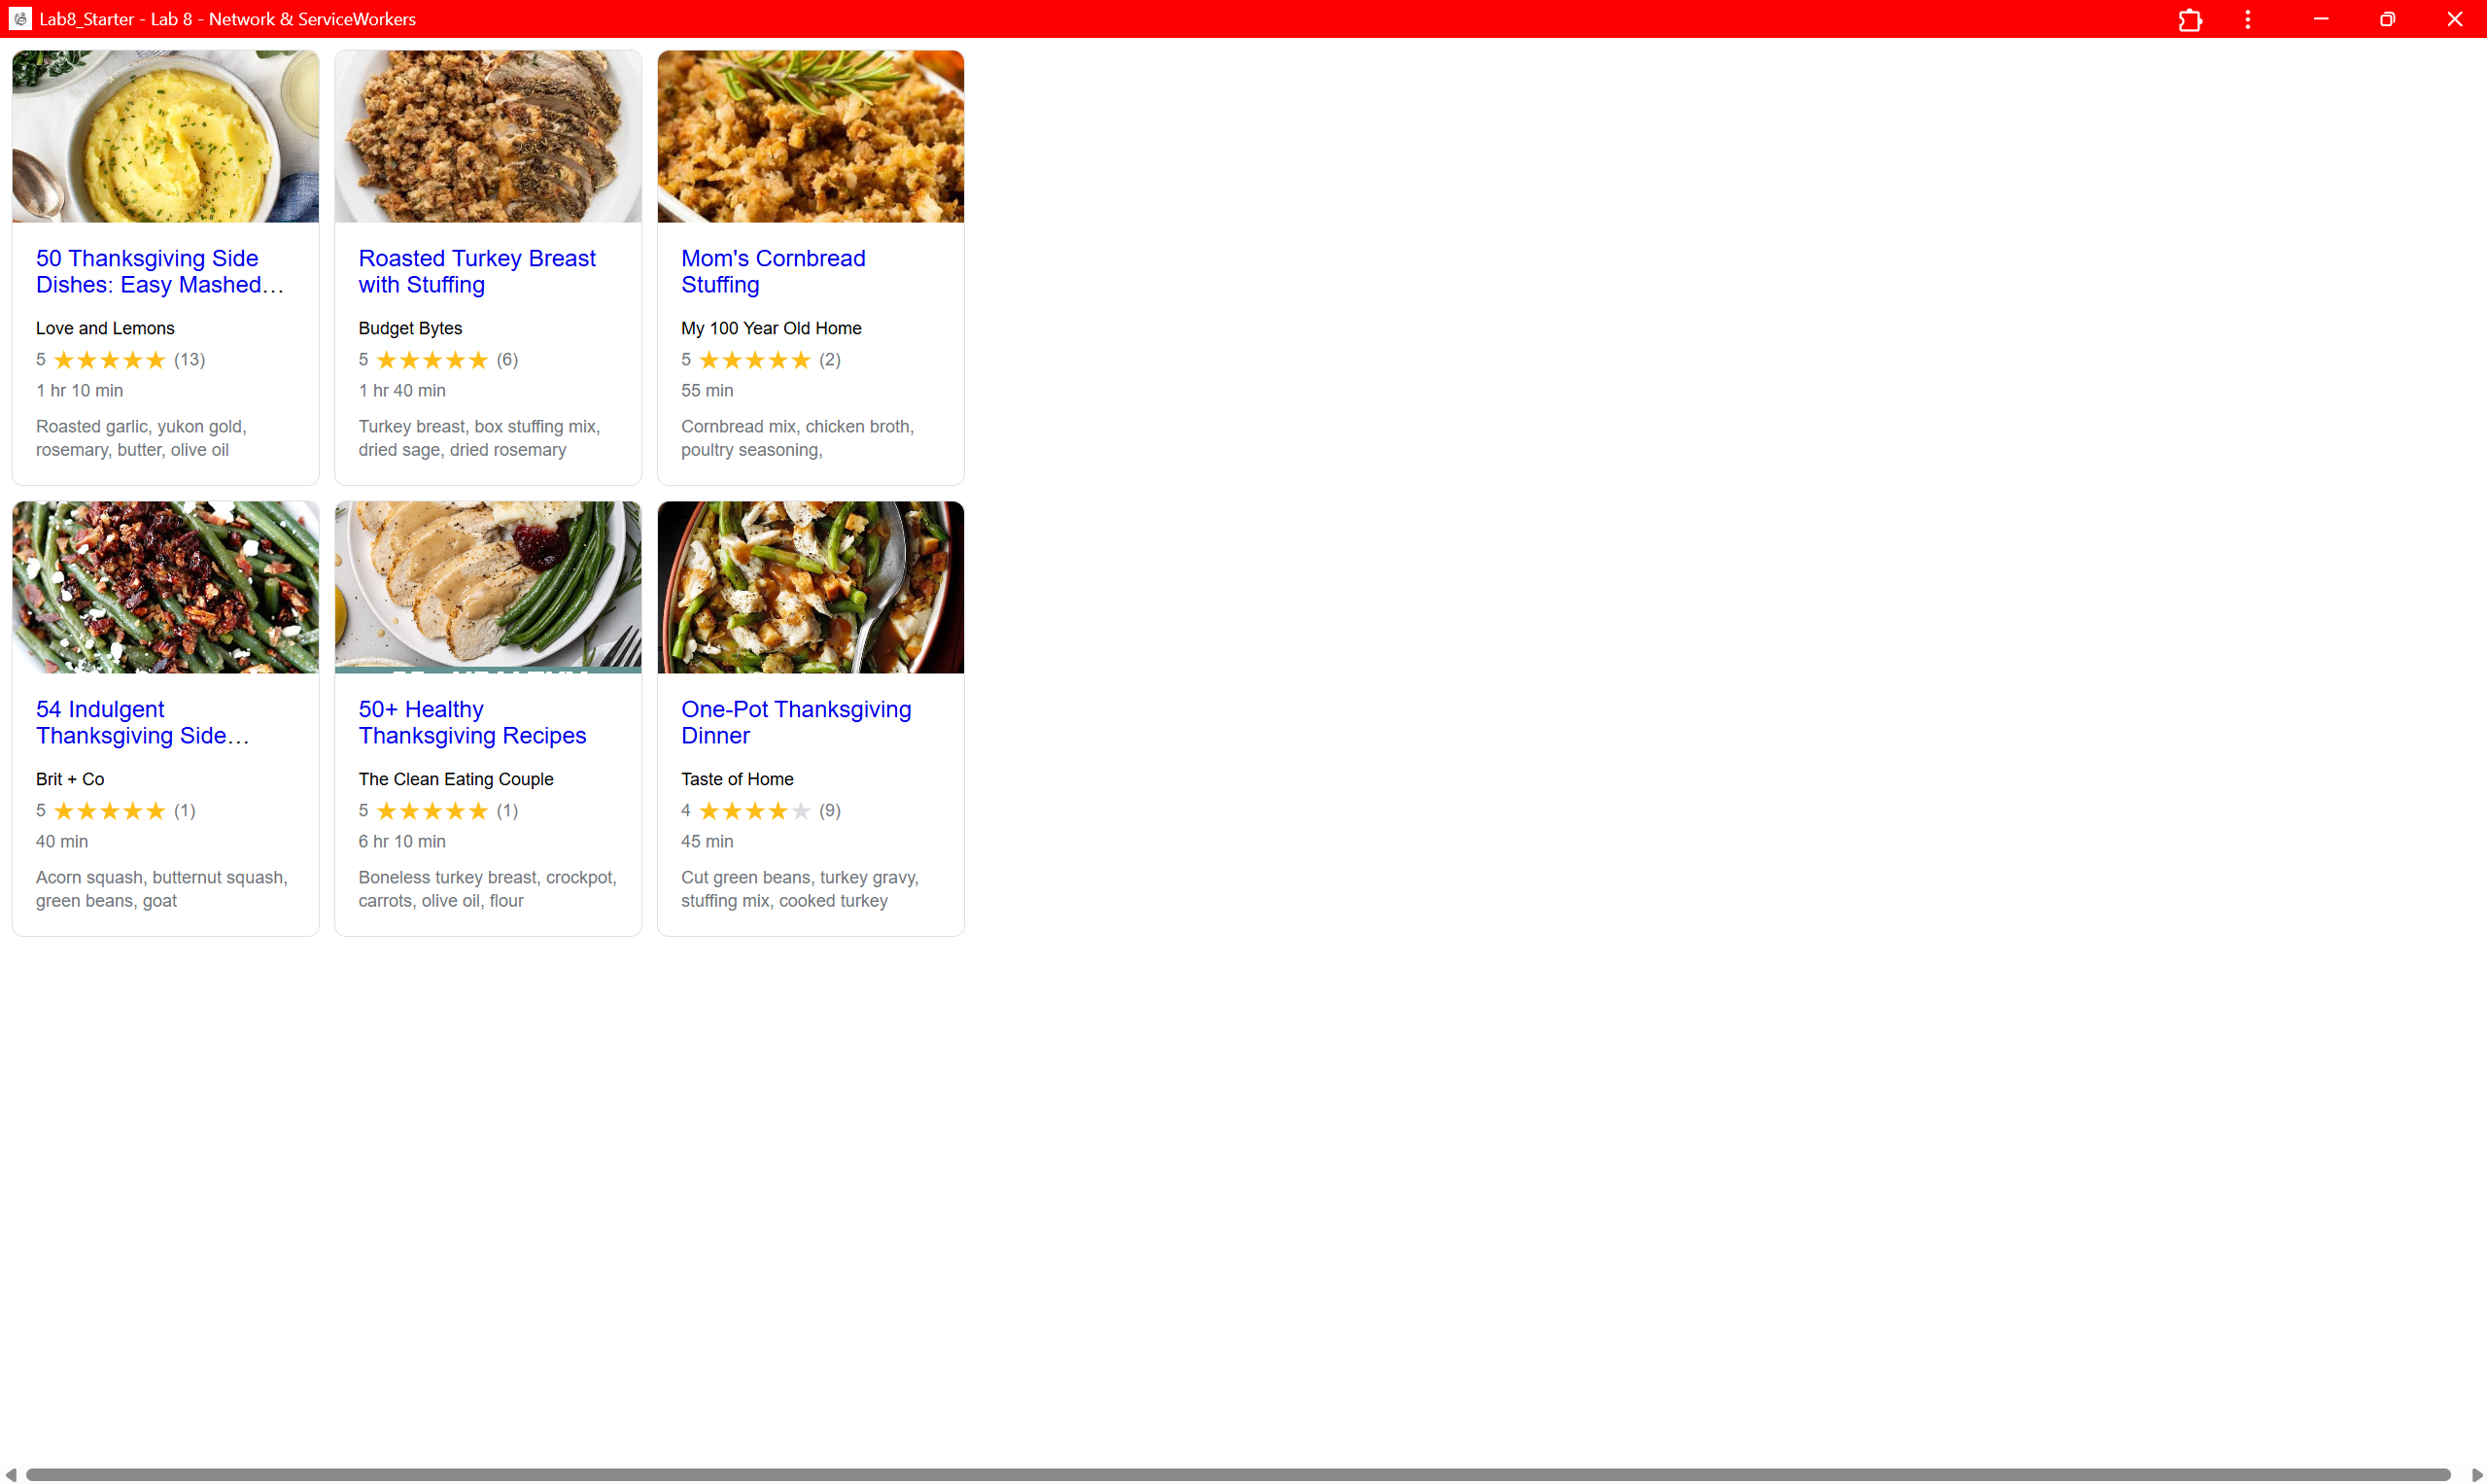 Lab8_Starter - Lab 8 - Network & ServiceWorkers
50 Thanksgiving Side
Dishes: Easy Mashed...
Love and Lemons
5 ★★★★★ (13)
1 hr 10 min
Roasted garlic, yukon gold,
rosemary, butter, olive oil
Roasted Turkey Breast
with Stuffing
Budget Bytes
5 ★★★★★ (6)
1 hr 40 min
Turkey breast, box stuffing mix,
dried sage, dried rosemary
Mom's Cornbread
Stuffing
My 100 Year Old Home
5 ★★★★★ (2)
55 min
Cornbread mix, chicken broth,
poultry seasoning,
54 Indulgent
Thanksgiving Side...
Brit + Co
5 ★★★★★ (1)
40 min
Acorn squash, butternut squash,
green beans, goat
50+ Healthy
Thanksgiving Recipes
The Clean Eating Couple
5 ★★★★★ (1)
6 hr 10 min
Boneless turkey breast, crockpot,
carrots, olive oil, flour
One-Pot Thanksgiving
Dinner
Taste of Home
4 ★★★★★ (9)
45 min
Cut green beans, turkey gravy,
stuffing mix, cooked turkey